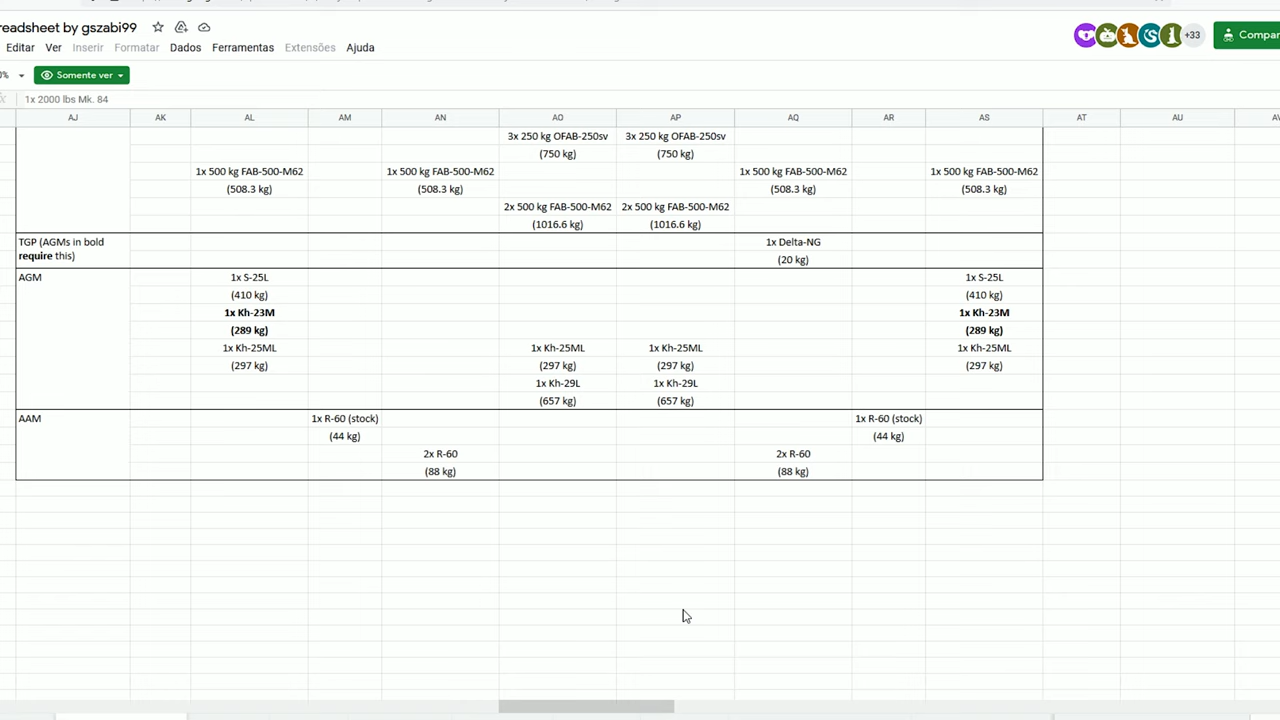 readsheet by gszabi99
+33
Compar
Editar Ver Inserir Formatar Dados Ferramentas Extensões Ajuda
0% Somente ver
1x 2000 lbs Mk. 84
AJ AK AL AM AN AO AP AQ AR AS AT AU AV
3x 250 kg OFAB-250sv 3x 250 kg OFAB-250sv
(750 kg) (750 kg)
1x 500 kg FAB-500-M62 1x 500 kg FAB-500-M62 1x 500 kg FAB-500-M62 1x 500 kg FAB-500-M62
(508.3 kg) (508.3 kg) (508.3 kg) (508.3 kg)
2x 500 kg FAB-500-M62 2x 500 kg FAB-500-M62
(1016.6 kg) (1016.6 kg)
TGP (AGMs in bold 1x Delta-NG
require this) (20 kg)
AGM 1x S-25L 1x S-25L
(410 kg) (410 kg)
1x Kh-23M 1x Kh-23M
(289 kg) (289 kg)
1x Kh-25ML 1x Kh-25ML 1x Kh-25ML 1x Kh-25ML
(297 kg) (297 kg) (297 kg) (297 kg)
1x Kh-29L 1x Kh-29L
(657 kg) (657 kg)
AAM 1x R-60 (stock) 1x R-60 (stock)
(44 kg) (44 kg)
2x R-60 2x R-60
(88 kg) (88 kg)